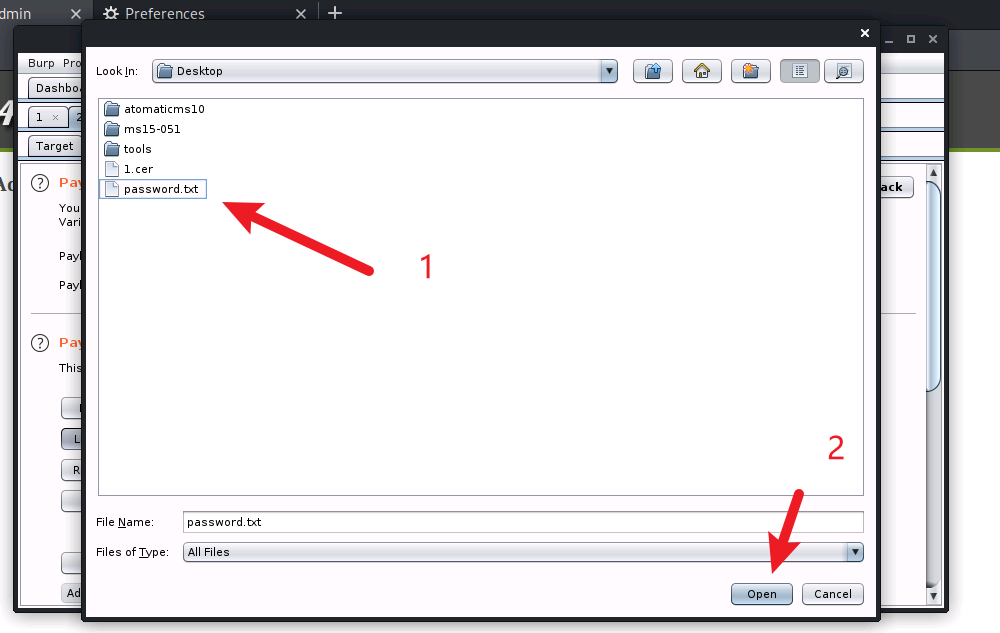 dmin
Preferences
Burp Pro
Look In: Desktop
Dashbo
1
2
Target
atomaticms10
ms15-051
tools
1.cer
password.txt
Pay
You
Vari
Payl
Payl
ack
1
Pay
This
L
R
2
File Name: password.txt
Files of Type: All Files
Ad
Open
Cancel